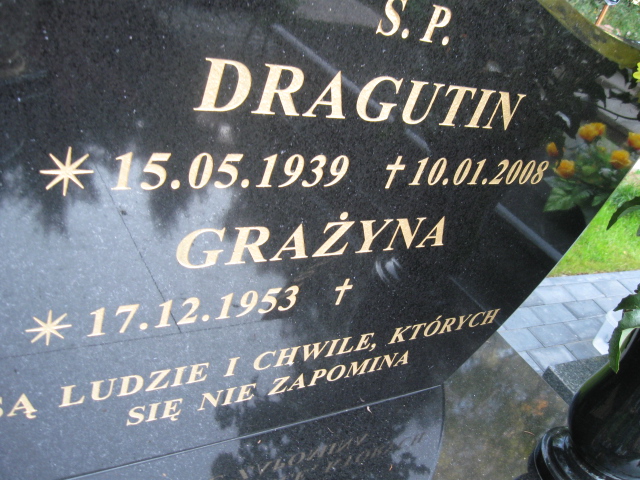 Ś. P.
DRAGUTIN
* 15.05.1939 † 10.01.2008
GRAŻYNA
* 17.12.1953 †
SĄ LUDZIE I CHWILE, KTÓRYCH
SIĘ NIE ZAPOMINA